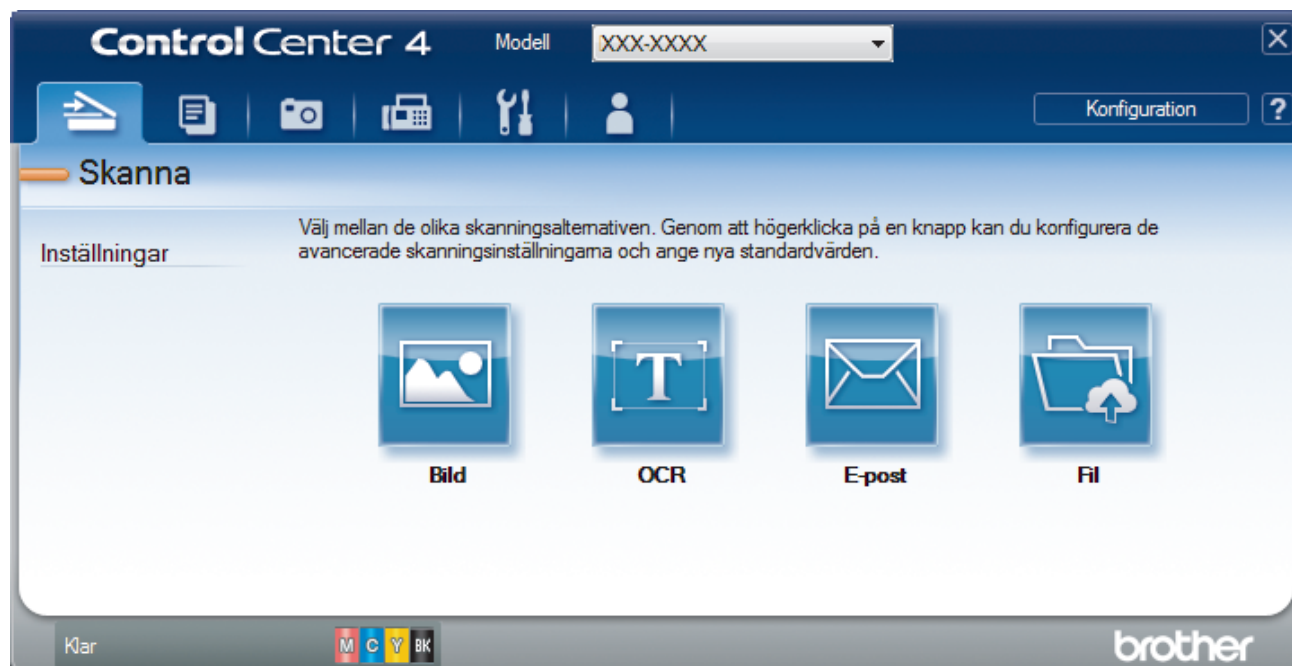 ControlCenter 4 Modell XXX-XXXX
Konfiguration ?
Skanna
Inställningar
Välj mellan de olika skanningsalternativen. Genom att högerklicka på en knapp kan du konfigurera de
avancerade skanningsinställningarna och ange nya standardvärden.
T
Bild OCR E-post Fil
Klar M C Y BK brother